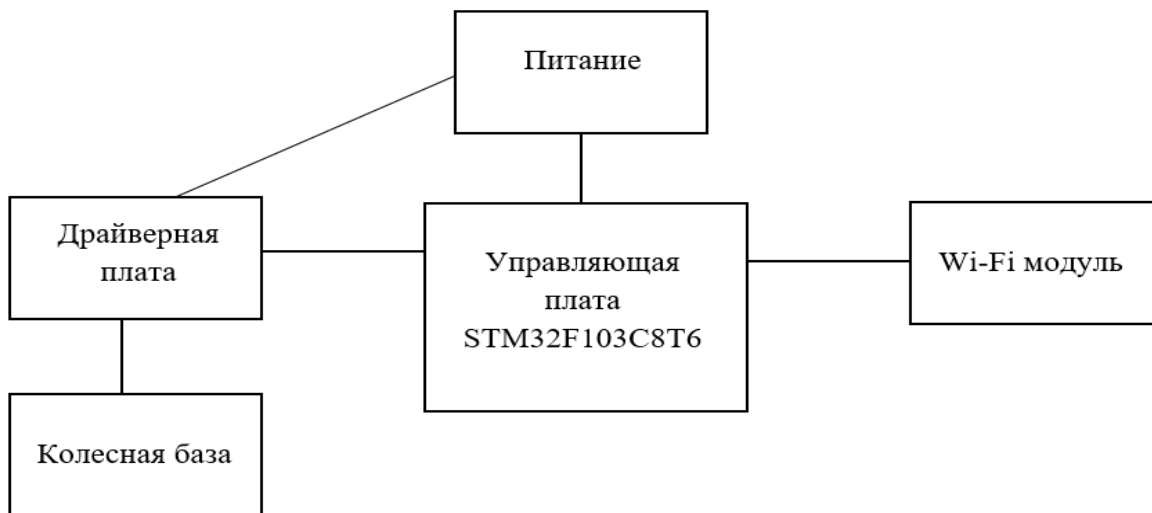 Питание
Драйверная
плата
Управляющая
плата
STM32F103C8T6
Wi-Fi модуль
Колесная база